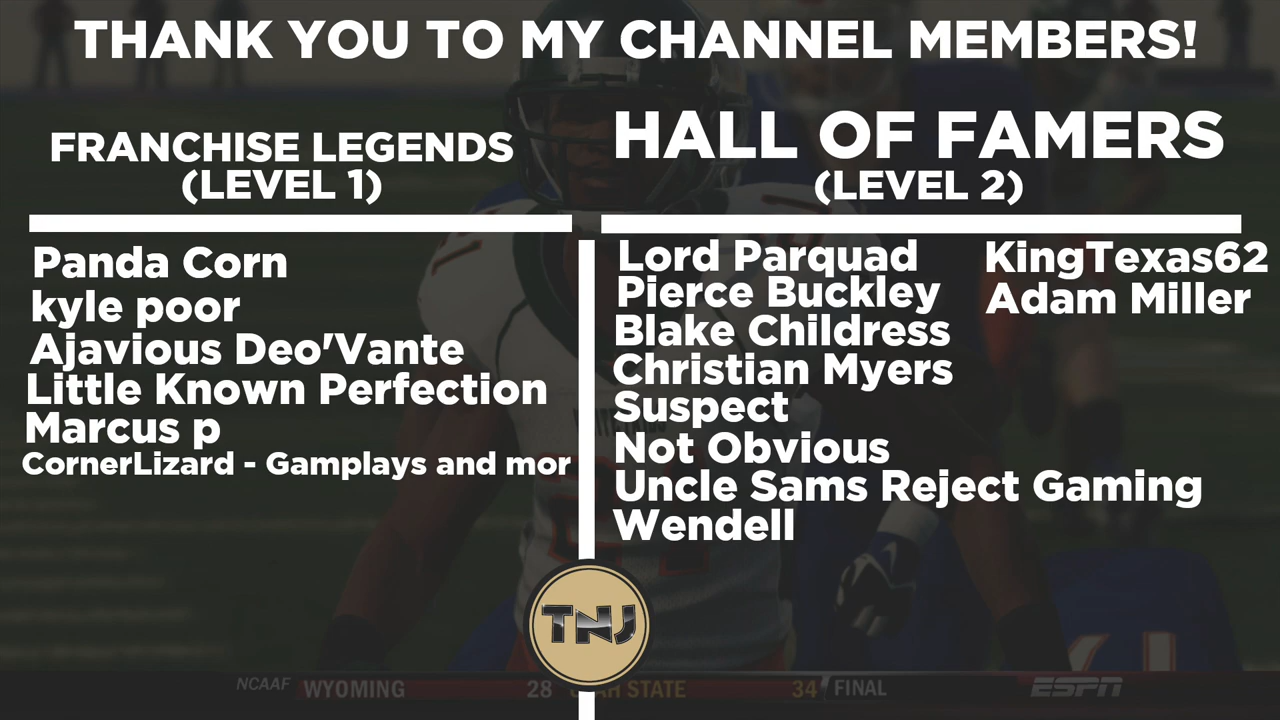 THANK YOU TO MY CHANNEL MEMBERS!
FRANCHISE LEGENDS
(LEVEL 1)
Panda Corn
kyle poor
Ajavious Deo'Vante
Little Known Perfection
Marcus p
CornerLizard - Gamplays and mor
HALL OF FAMERS
(LEVEL 2)
Lord Parquad
Pierce Buckley
Blake Childress
Christian Myers
Suspect
Not Obvious
Uncle Sams Reject Gaming
Wendell
KingTexas62
Adam Miller
TNJ
NCAAF WYOMING 28 STATE 34 FINAL ESPN